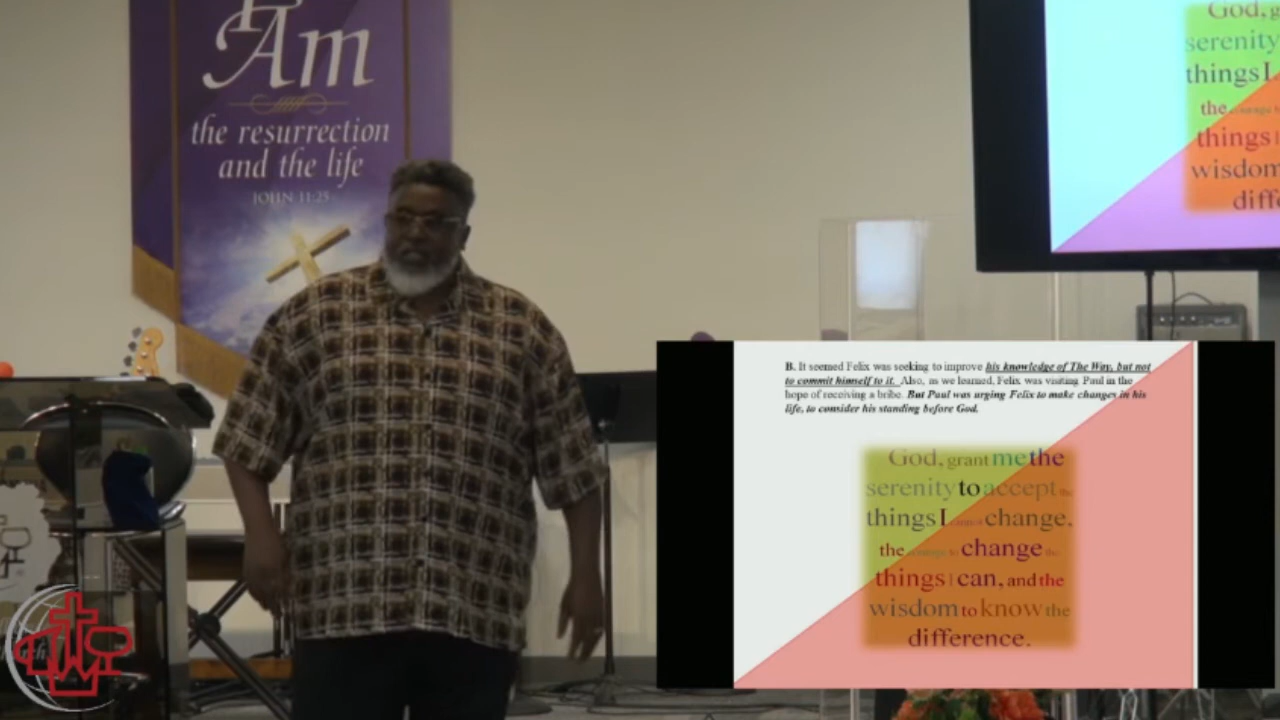 I
Am
the resurrection
and the life
JOHN 11:25
God, g
serenity
things I
the courage to
things I
wisdom
diffe
B. It seemed Felix was seeking to improve his knowledge of The Way, but not
to commit himself to it. Also, as we learned, Felix was visiting Paul in the
hope of receiving a bribe. But Paul was urging Felix to make changes in his
life, to consider his standing before God.
God, grant me the
serenity to accept the
things I cannot change,
the courage to change the
things I can, and the
wisdom to know the
difference.